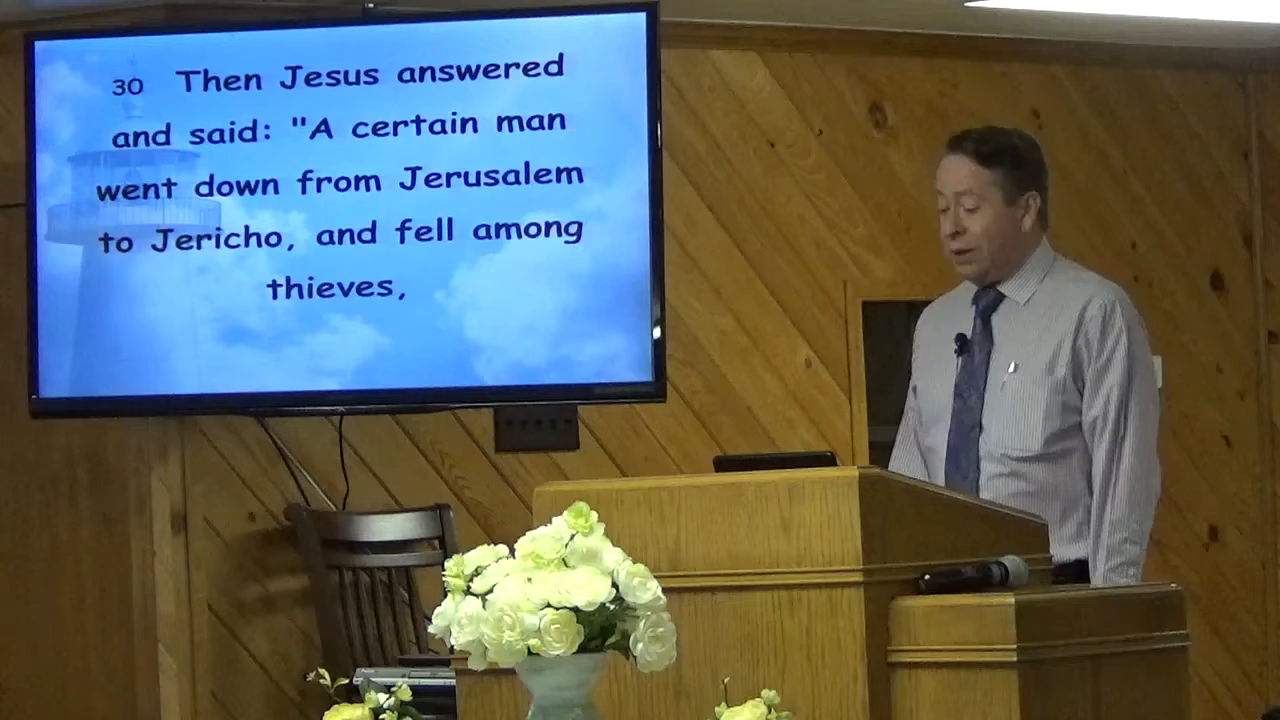 30 Then Jesus answered
and said: "A certain man
went down from Jerusalem
to Jericho, and fell among
thieves,